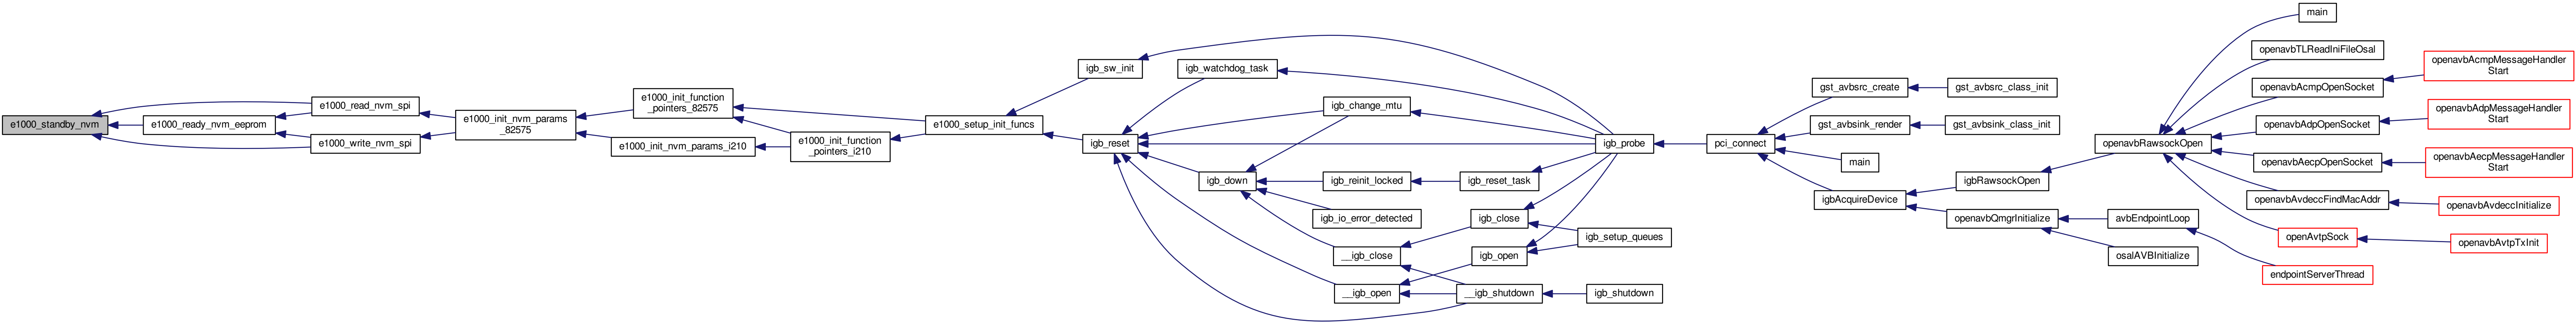 e1000_standby_nvm
e1000_ready_nvm_eeprom
e1000_read_nvm_spi
e1000_write_nvm_spi
e1000_init_nvm_params
_82575
e1000_init_function
_pointers_82575
e1000_init_nvm_params_i210
e1000_init_function
_pointers_i210
e1000_setup_init_funcs
igb_sw_init
igb_reset
igb_watchdog_task
igb_down
igb_change_mtu
igb_reinit_locked
igb_io_error_detected
__igb_close
__igb_open
igb_reset_task
igb_close
igb_open
__igb_shutdown
igb_probe
igb_setup_queues
igb_shutdown
pci_connect
gst_avbsrc_create
gst_avbsink_render
main
igbAcquireDevice
gst_avbsrc_class_init
gst_avbsink_class_init
igbRawsockOpen
openavbQmgrInitialize
openavbRawsockOpen
avbEndpointLoop
osalAVBInitialize
main
openavbTLReadIniFileOsal
openavbAcmpOpenSocket
openavbAdpOpenSocket
openavbAecpOpenSocket
openavbAvdeccFindMacAddr
openAvtpSock
endpointServerThread
openavbAcmpMessageHandler
Start
openavbAdpMessageHandler
Start
openavbAecpMessageHandler
Start
openavbAvdeccInitialize
openavbAvtpTxInit